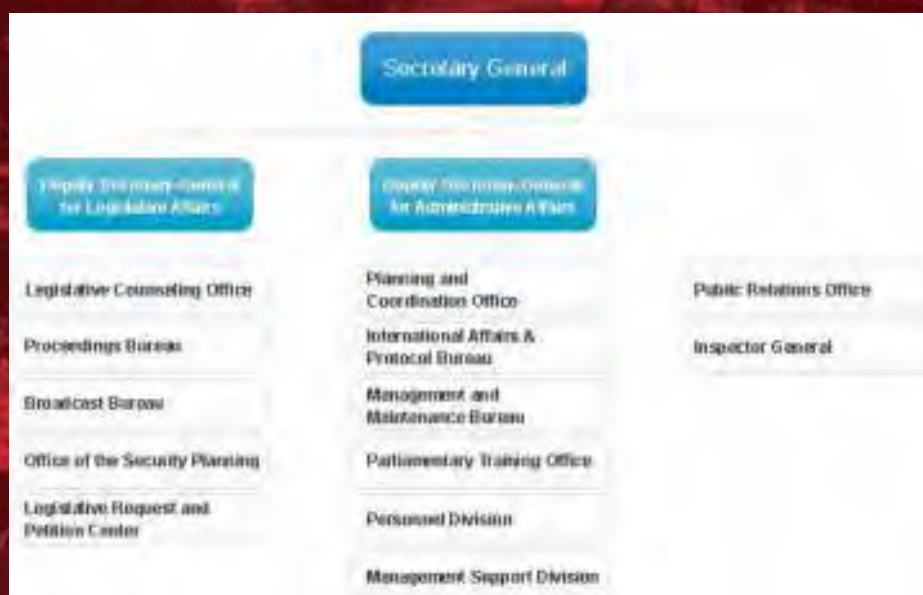 Secretary General
Deputy Secretary-General
for Legislative Affairs
Deputy Secretary-General
for Administrative Affairs
Legislative Counseling Office
Proceedings Bureau
Broadcast Bureau
Office of the Security Planning
Legislative Request and
Petition Center
Planning and
Coordination Office
International Affairs &
Protocol Bureau
Management and
Maintenance Bureau
Parliamentary Training Office
Personnel Division
Management Support Division
Public Relations Office
Inspector General